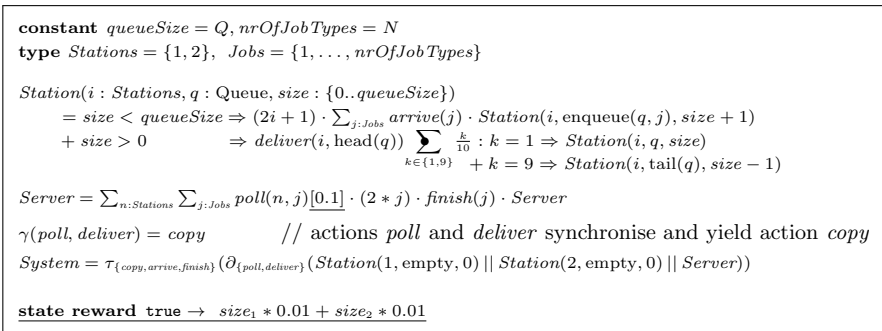 constant queueSize = Q, nrOfJobTypes = N
type Stations = {1, 2}, Jobs = {1, . . . , nrOfJobTypes}
Station(i : Stations, q : Queue, size : {0..queueSize})
= size < queueSize ⇒ (2i + 1) · ∑_{j:Jobs} arrive(j) · Station(i, enqueue(q, j), size + 1)
+ size > 0 ⇒ deliver(i, head(q)) ∑•_{k∈{1,9}} k/10 : k = 1 ⇒ Station(i, q, size)
+ k = 9 ⇒ Station(i, tail(q), size − 1)
Server = ∑_{n:Stations} ∑_{j:Jobs} poll(n, j)[0.1] · (2 ∗ j) · finish(j) · Server
γ(poll, deliver) = copy // actions poll and deliver synchronise and yield action copy
System = τ_{{copy,arrive,finish}}(∂_{{poll,deliver}}(Station(1, empty, 0) || Station(2, empty, 0) || Server))
state reward true → size₁ ∗ 0.01 + size₂ ∗ 0.01